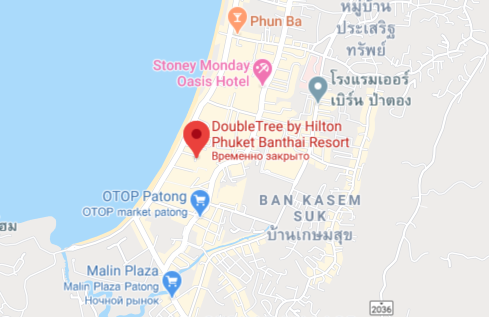 หมู่บ้าน
ประเสริฐ
ทรัพย์
Phun Ba
Stoney Monday
Oasis Hotel
โรงแรมเออร์
เบิร์น ป่าตอง
DoubleTree by Hilton
Phuket Banthai Resort
Временно закрыто
OTOP Patong
OTOP market patong
BAN KASEM
SUK
บ้านเกษมสุข
อม
Malin Plaza
Malin Plaza Patong
Ночной рынок
2036